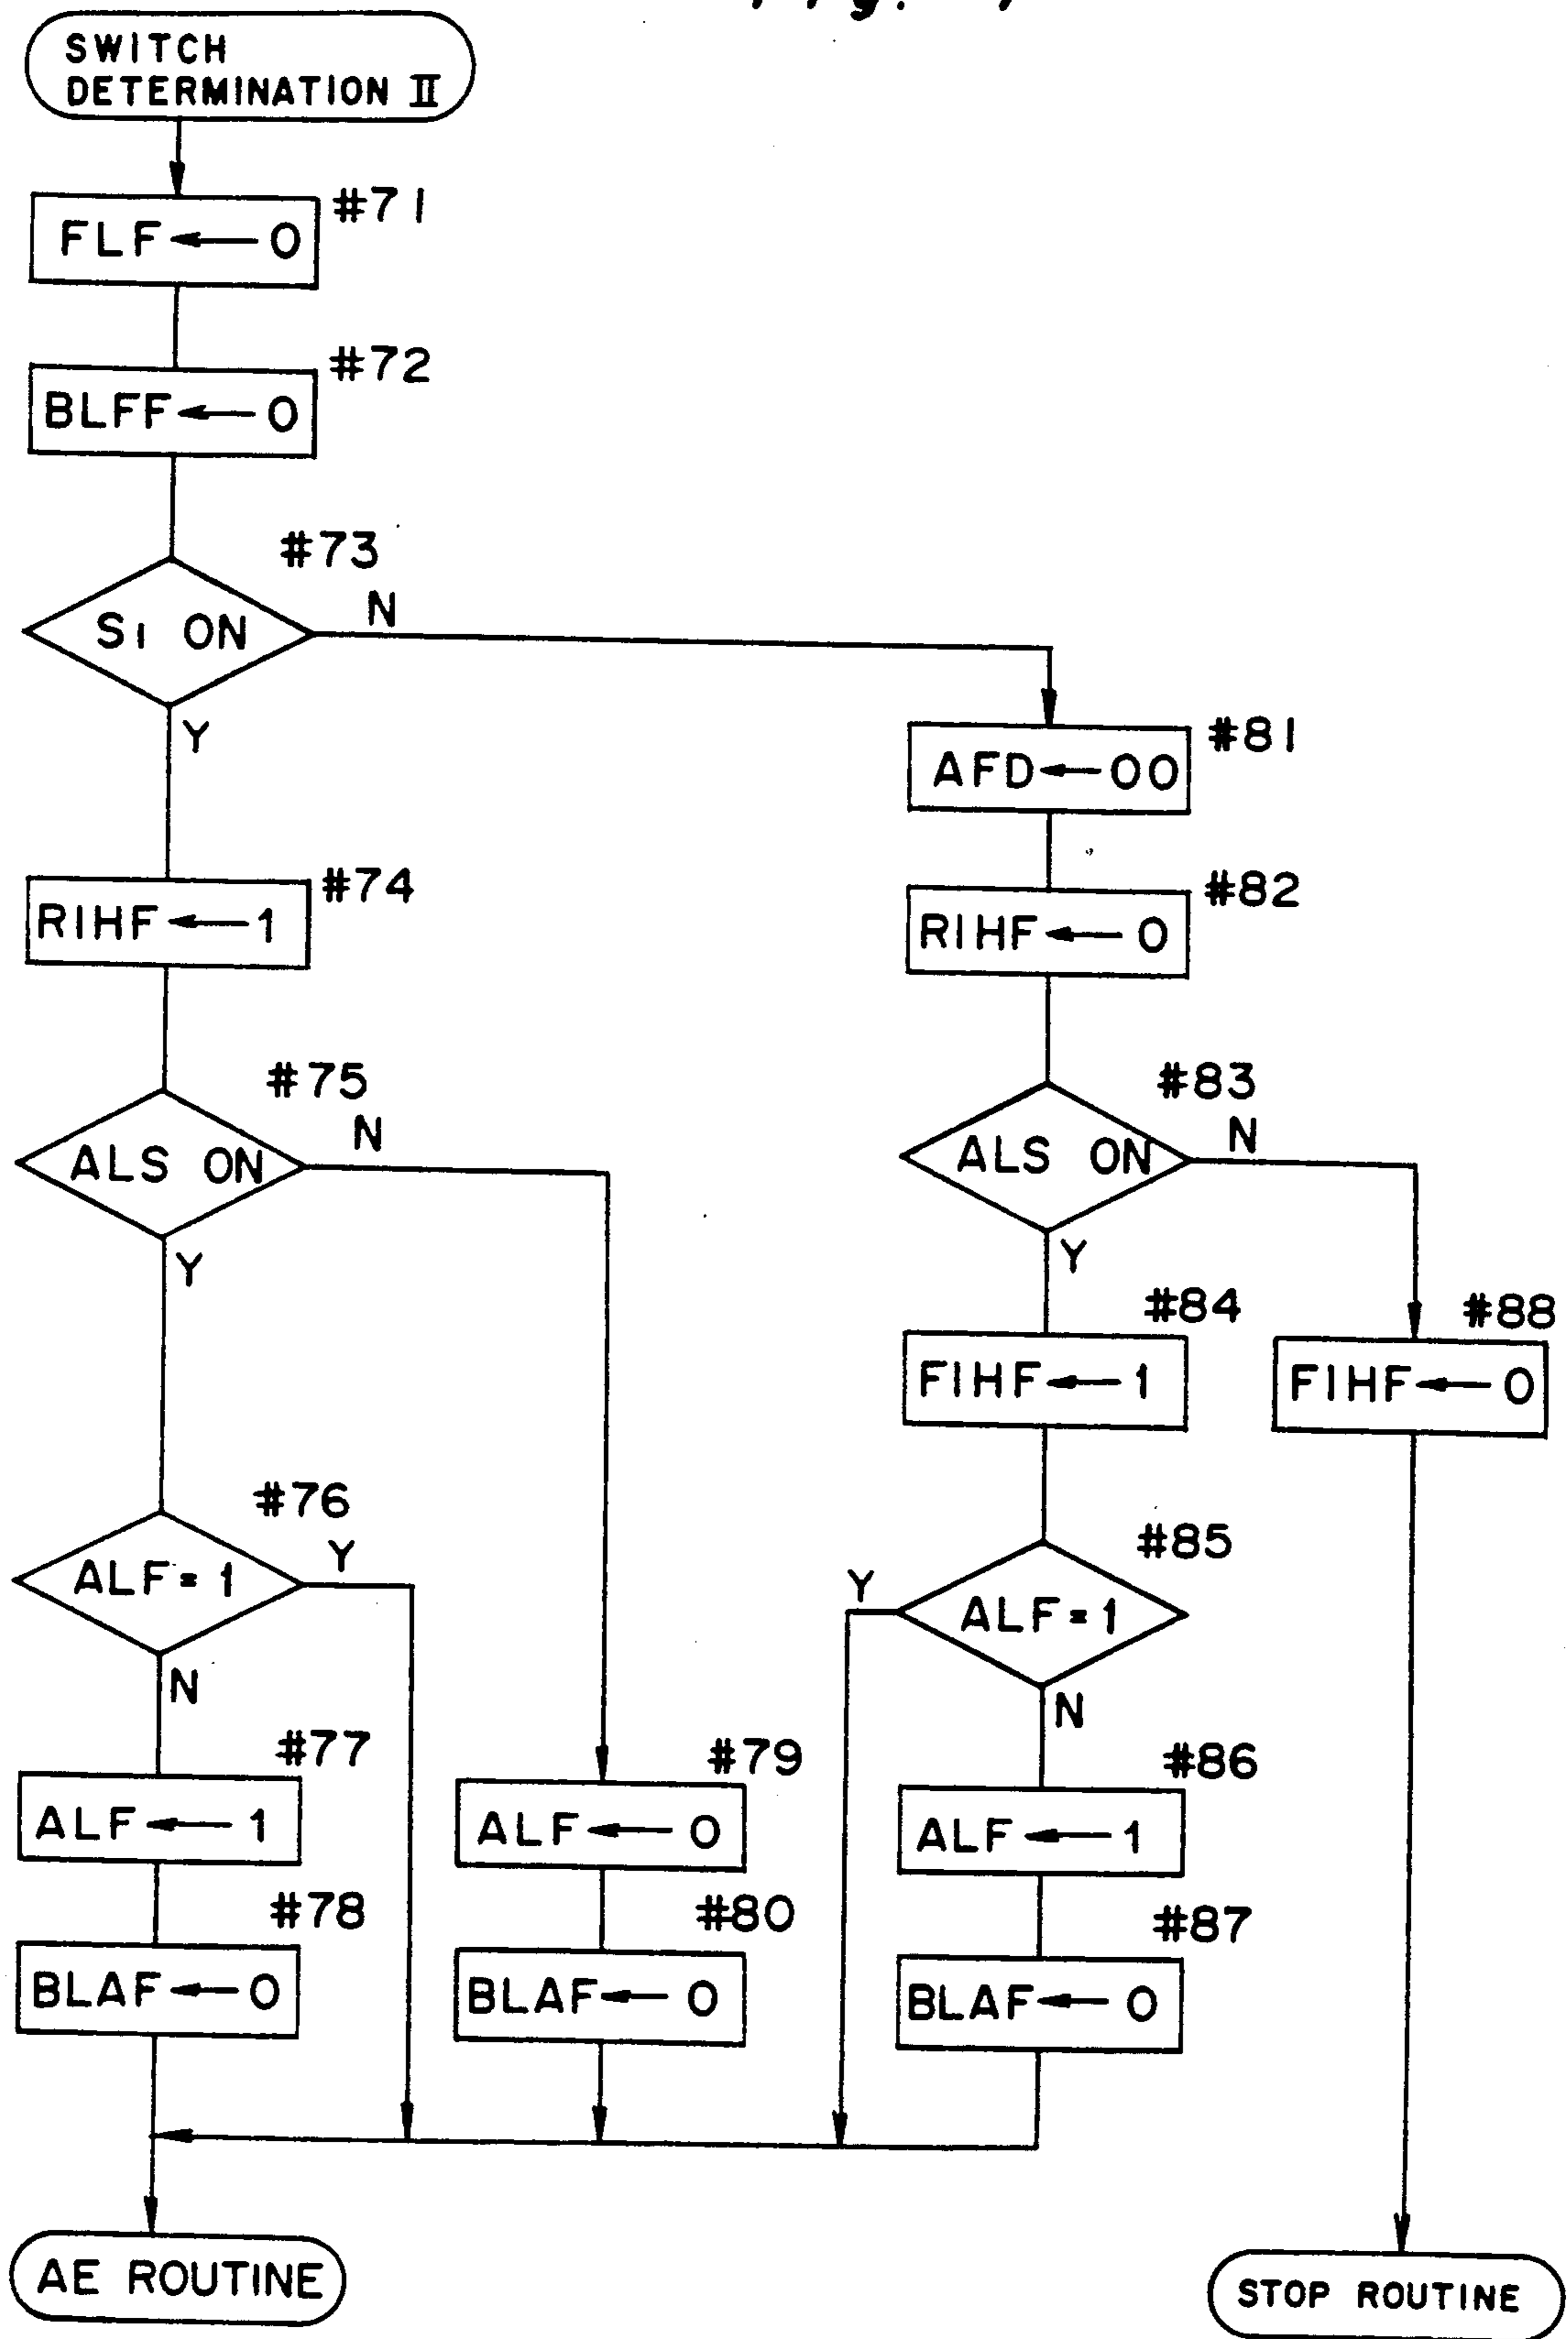 SWITCH
DETERMINATION II
#71
FLF ← 0
#72
BLFF ← 0
#73
S1 ON
N
Y
#81
AFD ← 00
#74
RIHF ← 1
#82
RIHF ← 0
#75
ALS ON
N
Y
#83
ALS ON
N
Y
#84
FIHF ← 1
#88
FIHF ← 0
#76
ALF = 1
Y
N
#85
ALF = 1
Y
N
#77
ALF ← 1
#79
ALF ← 0
#86
ALF ← 1
#78
BLAF ← 0
#80
BLAF ← 0
#87
BLAF ← 0
AE ROUTINE
STOP ROUTINE